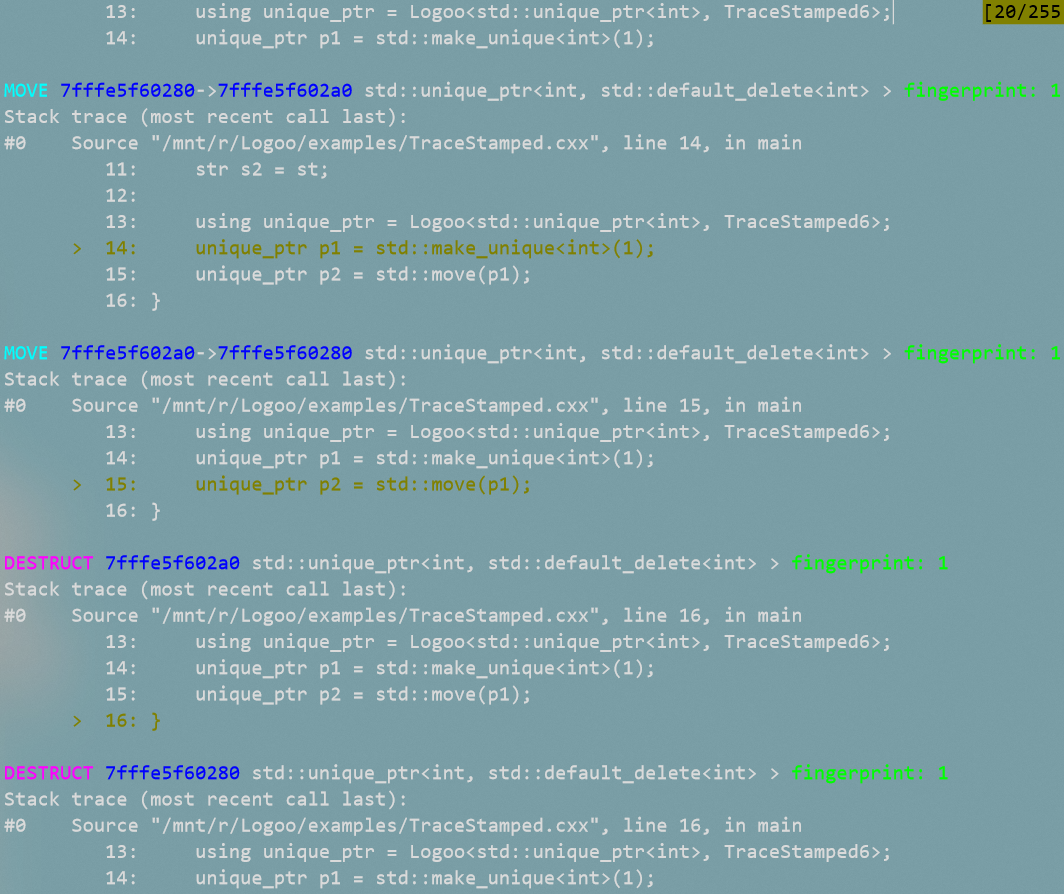 13:     using unique_ptr = Logoo<std::unique_ptr<int>, TraceStamped6>;        [20/255
        14:     unique_ptr p1 = std::make_unique<int>(1);
MOVE 7fffe5f60280->7fffe5f602a0 std::unique_ptr<int, std::default_delete<int> > fingerprint: 1
Stack trace (most recent call last):
#0    Source "/mnt/r/Logoo/examples/TraceStamped.cxx", line 14, in main
         11:     str s2 = st;
         12:
         13:     using unique_ptr = Logoo<std::unique_ptr<int>, TraceStamped6>;
      >  14:     unique_ptr p1 = std::make_unique<int>(1);
         15:     unique_ptr p2 = std::move(p1);
         16: }
MOVE 7fffe5f602a0->7fffe5f60280 std::unique_ptr<int, std::default_delete<int> > fingerprint: 1
Stack trace (most recent call last):
#0    Source "/mnt/r/Logoo/examples/TraceStamped.cxx", line 15, in main
         13:     using unique_ptr = Logoo<std::unique_ptr<int>, TraceStamped6>;
         14:     unique_ptr p1 = std::make_unique<int>(1);
      >  15:     unique_ptr p2 = std::move(p1);
         16: }
DESTRUCT 7fffe5f602a0 std::unique_ptr<int, std::default_delete<int> > fingerprint: 1
Stack trace (most recent call last):
#0    Source "/mnt/r/Logoo/examples/TraceStamped.cxx", line 16, in main
         13:     using unique_ptr = Logoo<std::unique_ptr<int>, TraceStamped6>;
         14:     unique_ptr p1 = std::make_unique<int>(1);
         15:     unique_ptr p2 = std::move(p1);
      >  16: }
DESTRUCT 7fffe5f60280 std::unique_ptr<int, std::default_delete<int> > fingerprint: 1
Stack trace (most recent call last):
#0    Source "/mnt/r/Logoo/examples/TraceStamped.cxx", line 16, in main
         13:     using unique_ptr = Logoo<std::unique_ptr<int>, TraceStamped6>;
         14:     unique_ptr p1 = std::make_unique<int>(1);